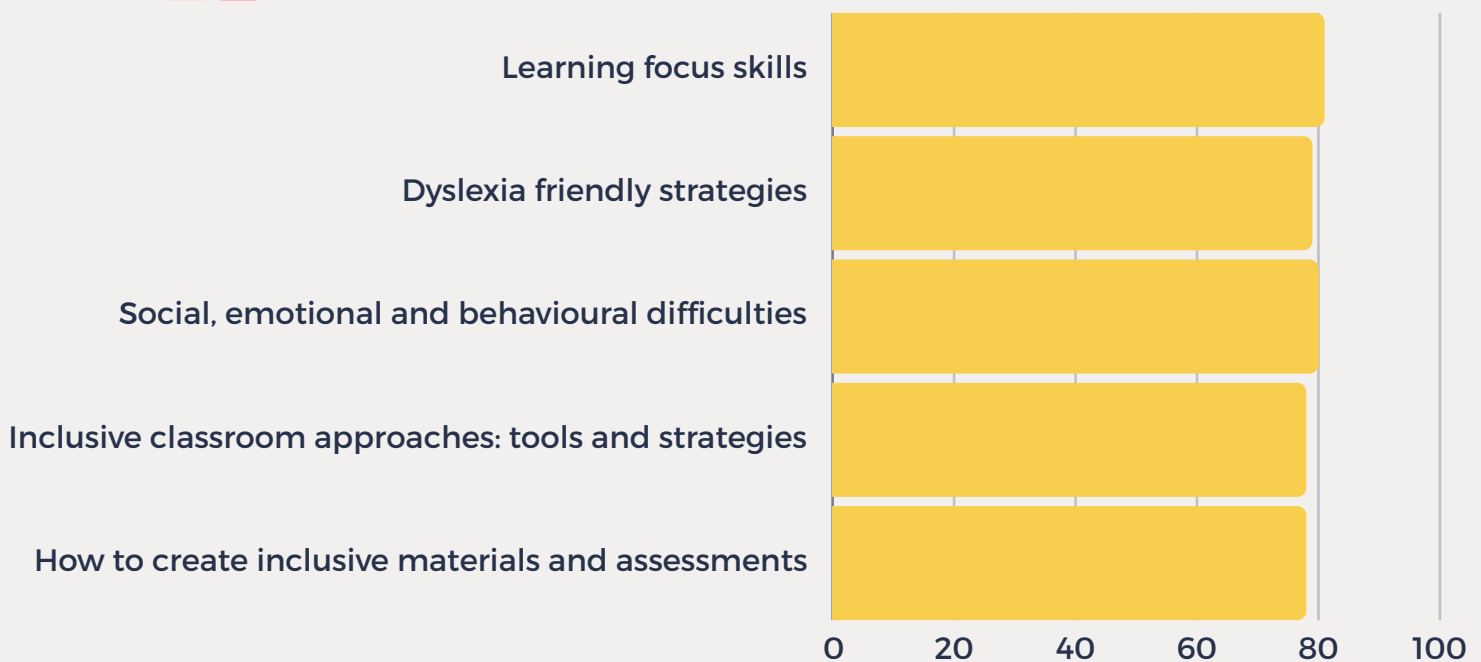 Learning focus skills
Dyslexia friendly strategies
Social, emotional and behavioural difficulties
Inclusive classroom approaches: tools and strategies
How to create inclusive materials and assessments
0 20 40 60 80 100